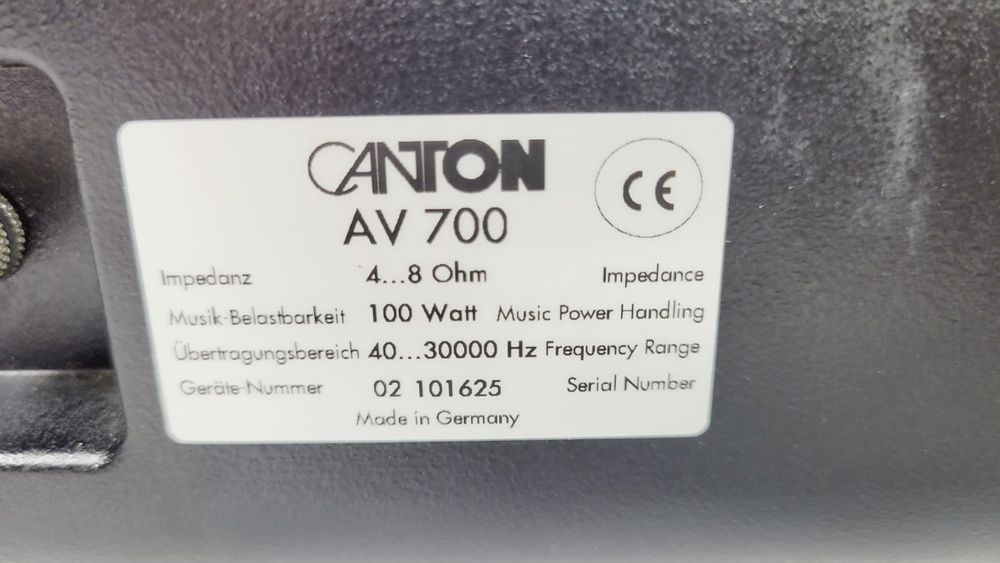 CANTON
CE
AV 700
Impedanz 4...8 Ohm Impedance
Musik-Belastbarkeit 100 Watt Music Power Handling
Übertragungsbereich 40...30000 Hz Frequency Range
Geräte-Nummer 02 101625 Serial Number
Made in Germany